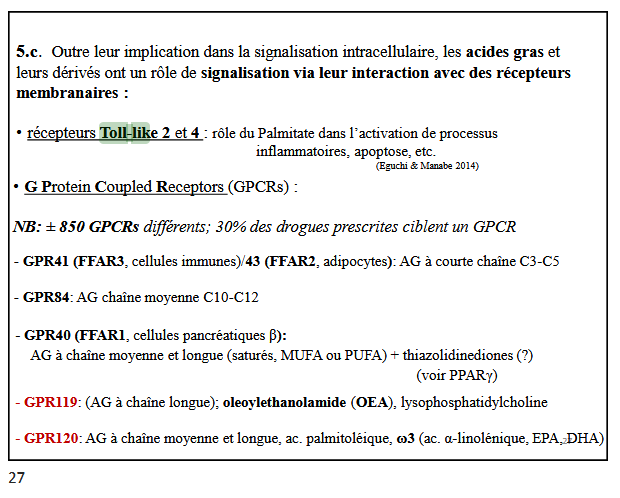 5.c. Outre leur implication dans la signalisation intracellulaire, les acides gras et
leurs dérivés ont un rôle de signalisation via leur interaction avec des récepteurs
membranaires :
• récepteurs Toll-like 2 et 4 : rôle du Palmitate dans l’activation de processus
inflammatoires, apoptose, etc.
(Eguchi & Manabe 2014)
• G Protein Coupled Receptors (GPCRs) :
NB: ± 850 GPCRs différents; 30% des drogues prescrites ciblent un GPCR
- GPR41 (FFAR3, cellules immunes)/43 (FFAR2, adipocytes): AG à courte chaîne C3-C5
- GPR84: AG chaîne moyenne C10-C12
- GPR40 (FFAR1, cellules pancréatiques β):
AG à chaîne moyenne et longue (saturés, MUFA ou PUFA) + thiazolidinediones (?)
(voir PPARγ)
- GPR119: (AG à chaîne longue); oleoylethanolamide (OEA), lysophosphatidylcholine
- GPR120: AG à chaîne moyenne et longue, ac. palmitoléique, ω3 (ac. α-linolénique, EPA, DHA)
27